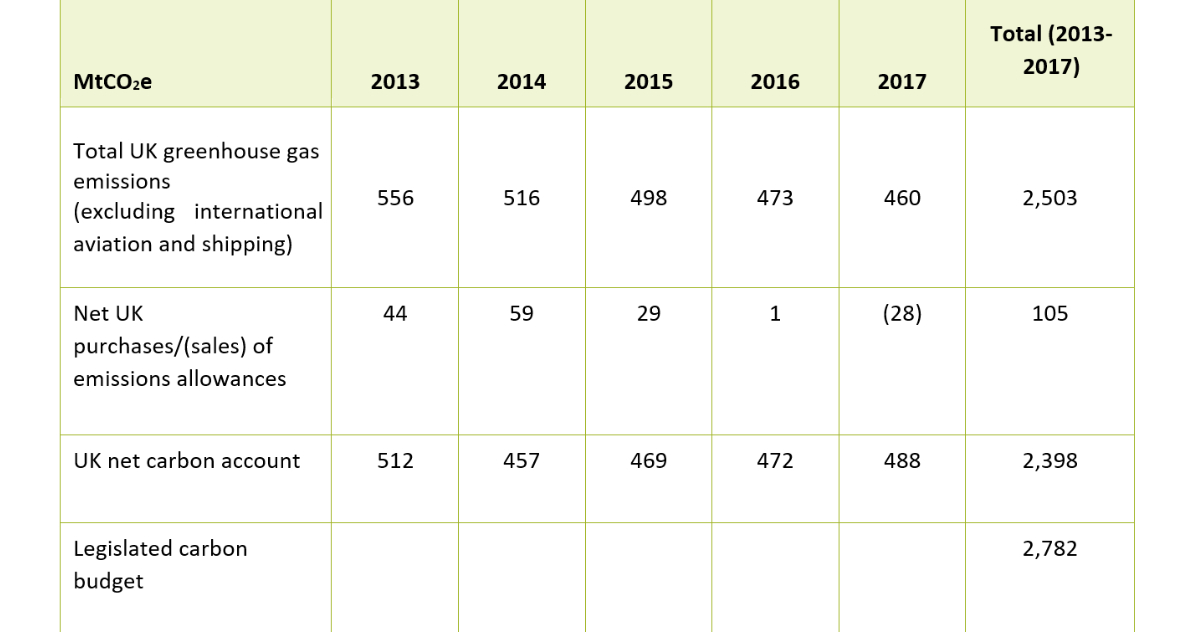 MtCO₂e 2013 2014 2015 2016 2017 Total (2013-
2017)
Total UK greenhouse gas
emissions
(excluding international
aviation and shipping) 556 516 498 473 460 2,503
Net UK
purchases/(sales) of
emissions allowances 44 59 29 1 (28) 105
UK net carbon account 512 457 469 472 488 2,398
Legislated carbon
budget 2,782